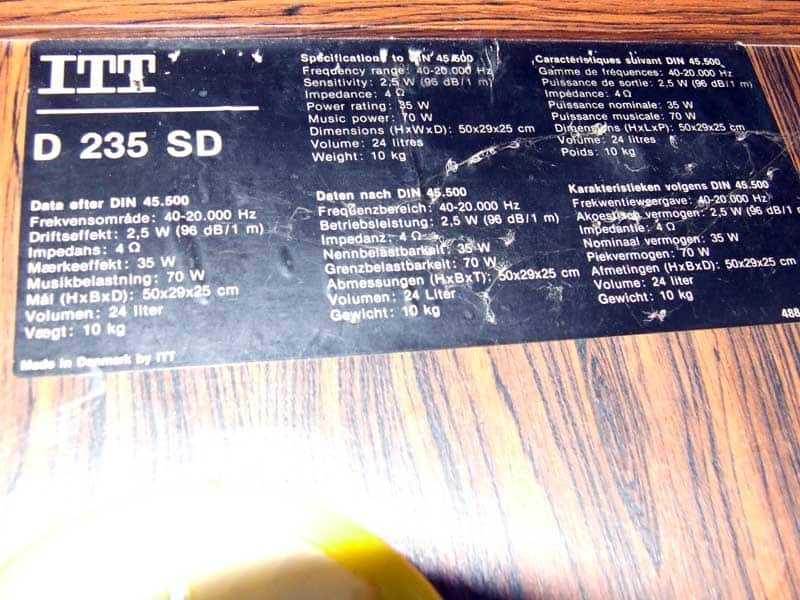 ITT
D 235 SD
Specifications to DIN 45.500
Frequency range: 40-20.000 Hz
Sensitivity: 2,5 W (96 dB/1 m)
Impedance: 4 Ω
Power rating: 35 W
Music power: 70 W
Dimensions (HxWxD): 50x29x25 cm
Volume: 24 litres
Weight: 10 kg
Caractéristiques suivant DIN 45.500
Gamme de fréquences: 40-20.000 Hz
Puissance de sortie: 2,5 W (96 dB/1 m)
Impédance: 4 Ω
Puissance nominale: 35 W
Puissance musicale: 70 W
Dimensions (HxLxP): 50x29x25 cm
Volume: 24 litres
Poids: 10 kg
Data efter DIN 45.500
Frekvensområde: 40-20.000 Hz
Driftseffekt: 2,5 W (96 dB/1 m)
Impedans: 4 Ω
Mærkeeffekt: 35 W
Musikbelastning: 70 W
Mål (HxBxD): 50x29x25 cm
Volumen: 24 liter
Vægt: 10 kg
Daten nach DIN 45.500
Frequenzbereich: 40-20.000 Hz
Betriebsleistung: 2,5 W (96 dB/1 m)
Impedanz: 4 Ω
Nennbelastbarkeit: 35 W
Grenzbelastbarkeit: 70 W
Abmessungen (HxBxT): 50x29x25 cm
Volumen: 24 Liter
Gewicht: 10 kg
Karakteristieken volgens DIN 45.500
Frekwentieweergave: 40-20.000 Hz
Akoestisch vermogen: 2,5 W (96 dB/1 m)
Impedantie: 4 Ω
Nominaal vermogen: 35 W
Piekvermogen: 70 W
Afmetingen (HxBxD): 50x29x25 cm
Volume: 24 liter
Gewicht: 10 kg
488
Made in Denmark by ITT